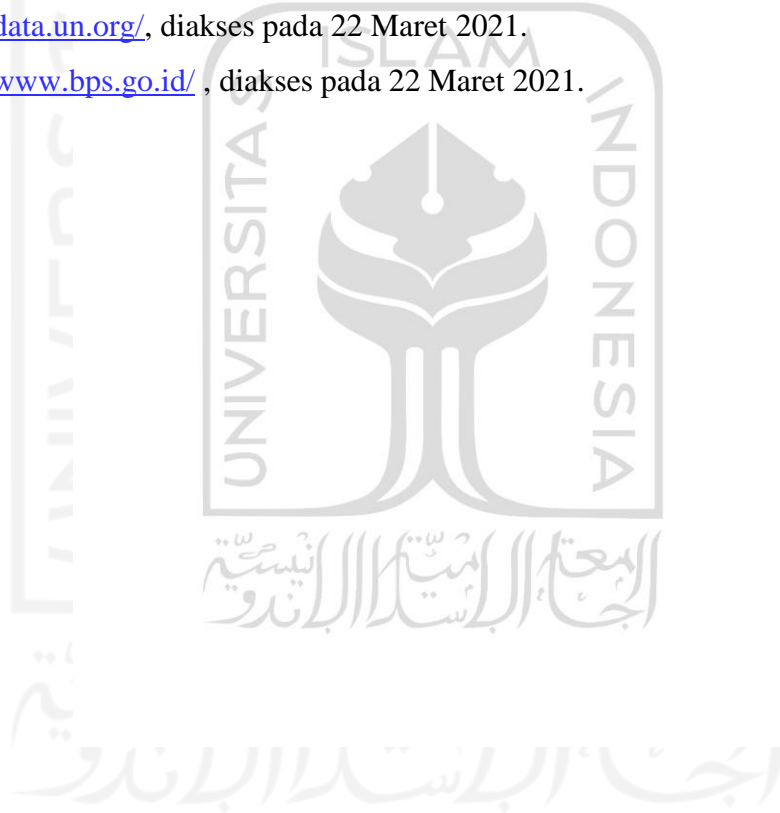 data.un.org/, diakses pada 22 Maret 2021.
www.bps.go.id/ , diakses pada 22 Maret 2021.
ISLAM
UNIVERSITAS
INDONESIA